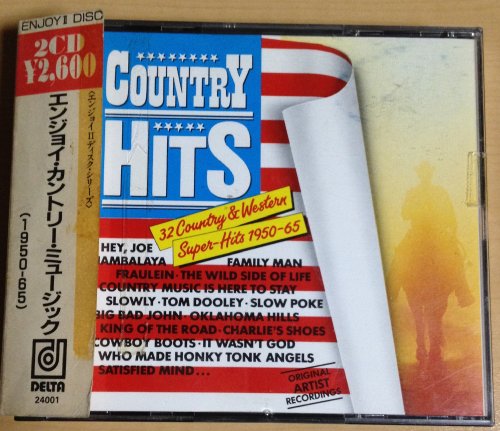 ENJOY II DISC
2CD
¥2,600
〈エンジョイIIディスク・シリーズ〉
エンジョイ・カントリー・ミュージック
(1950-65)
DELTA
24001
COUNTRY
HITS
32 Country & Western
Super-Hits 1950-65
HEY, JOE
JAMBALAYA FAMILY MAN
FRAULEIN · THE WILD SIDE OF LIFE
COUNTRY MUSIC IS HERE TO STAY
SLOWLY · TOM DOOLEY · SLOW POKE
BIG BAD JOHN · OKLAHOMA HILLS
KING OF THE ROAD · CHARLIE'S SHOES
COWBOY BOOTS · IT WASN'T GOD
WHO MADE HONKY TONK ANGELS
SATISFIED MIND...
ORIGINAL
ARTIST
RECORDINGS